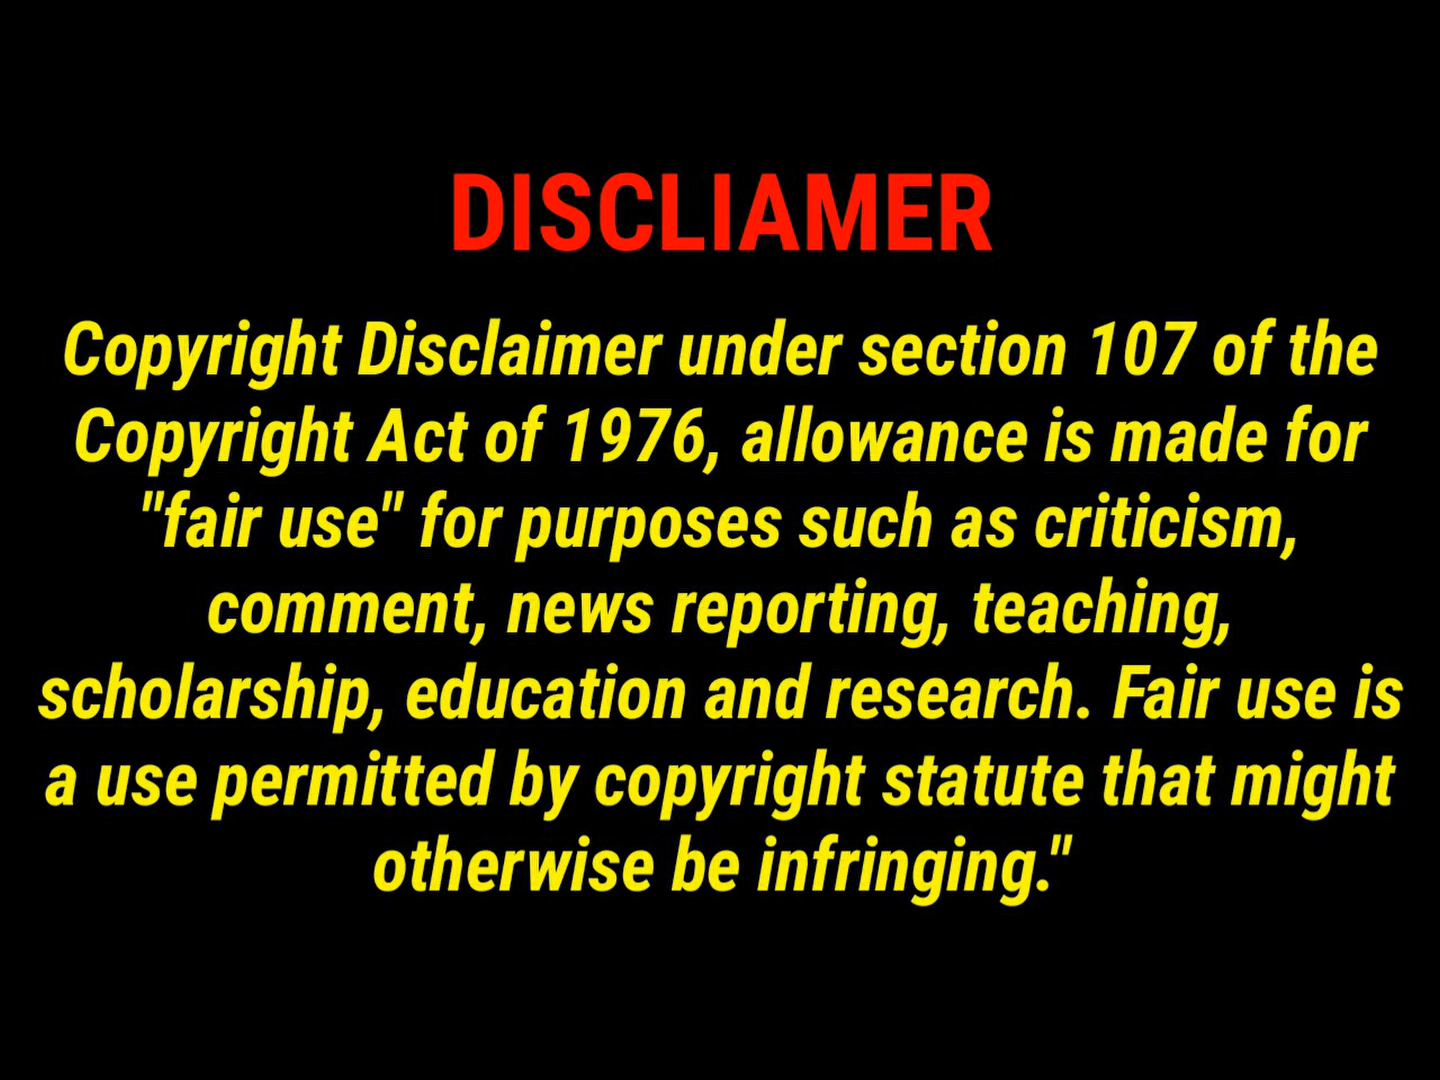 DISCLIAMER
Copyright Disclaimer under section 107 of the
Copyright Act of 1976, allowance is made for
"fair use" for purposes such as criticism,
comment, news reporting, teaching,
scholarship, education and research. Fair use is
a use permitted by copyright statute that might
otherwise be infringing."